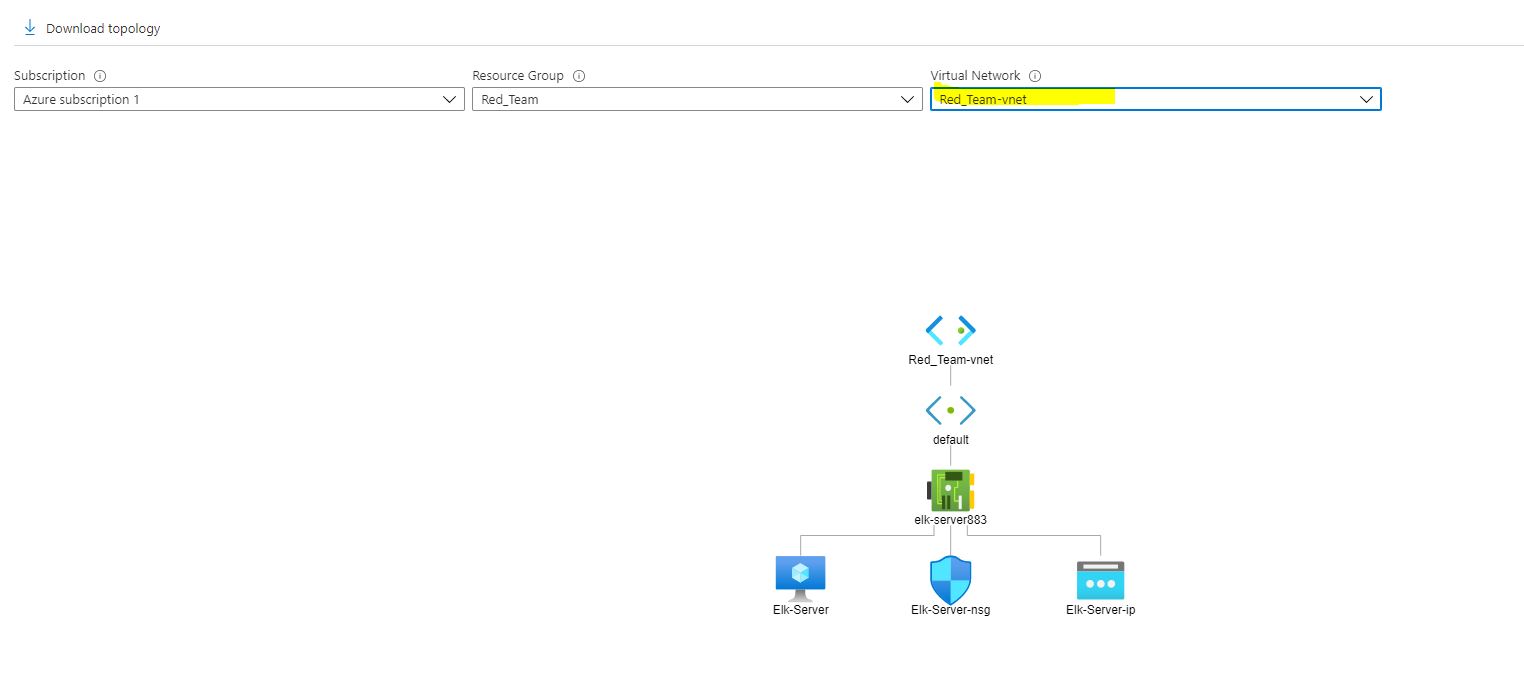 Download topology
Subscription
Resource Group
Virtual Network
Azure subscription 1
Red_Team
Red_Team-vnet
Red_Team-vnet
default
elk-server883
Elk-Server
Elk-Server-nsg
Elk-Server-ip